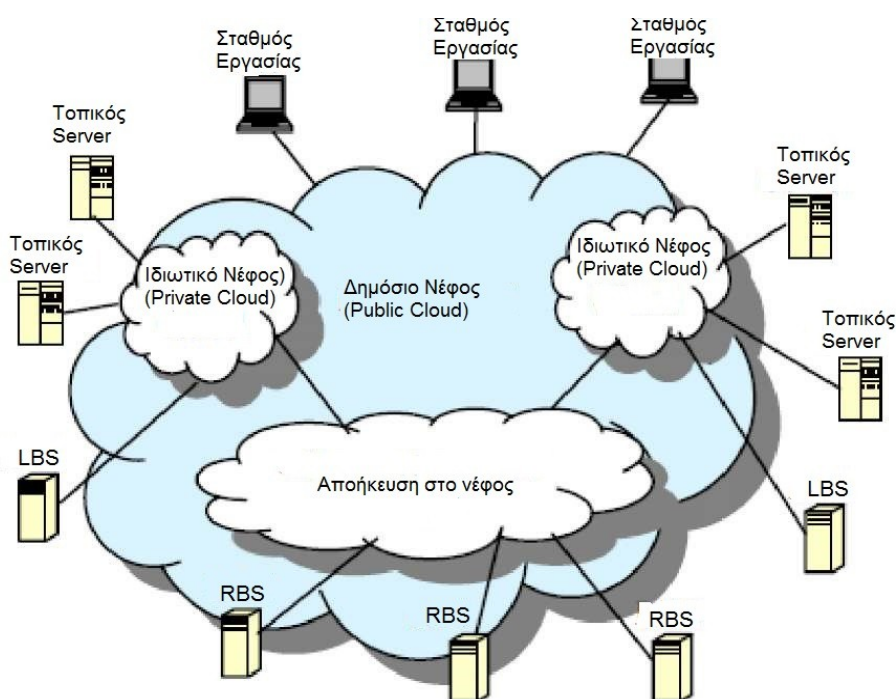 Σταθμός
Εργασίας
Σταθμός
Εργασίας
Σταθμός
Εργασίας
Τοπικός
Server
Τοπικός
Server
Τοπικός
Server
Ιδιωτικό Νέφος)
(Private Cloud)
Δημόσιο Νέφος
(Public Cloud)
Ιδιωτικό Νέφος
(Private Cloud)
Τοπικός
Server
LBS
Αποήκευση στο νέφος
LBS
RBS
RBS
RBS